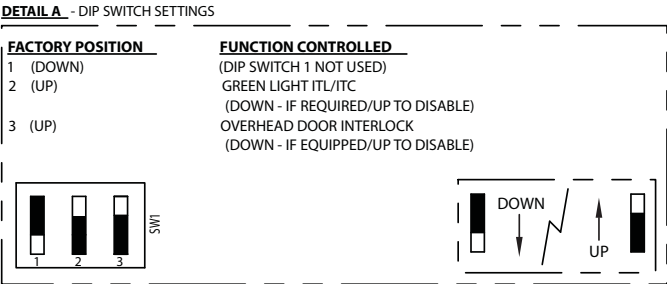 DETAIL A - DIP SWITCH SETTINGS
FACTORY POSITION FUNCTION CONTROLLED
1 (DOWN) (DIP SWITCH 1 NOT USED)
2 (UP) GREEN LIGHT ITL/ITC
(DOWN - IF REQUIRED/UP TO DISABLE)
3 (UP) OVERHEAD DOOR INTERLOCK
(DOWN - IF EQUIPPED/UP TO DISABLE)
1 2 3
SW1
DOWN
UP